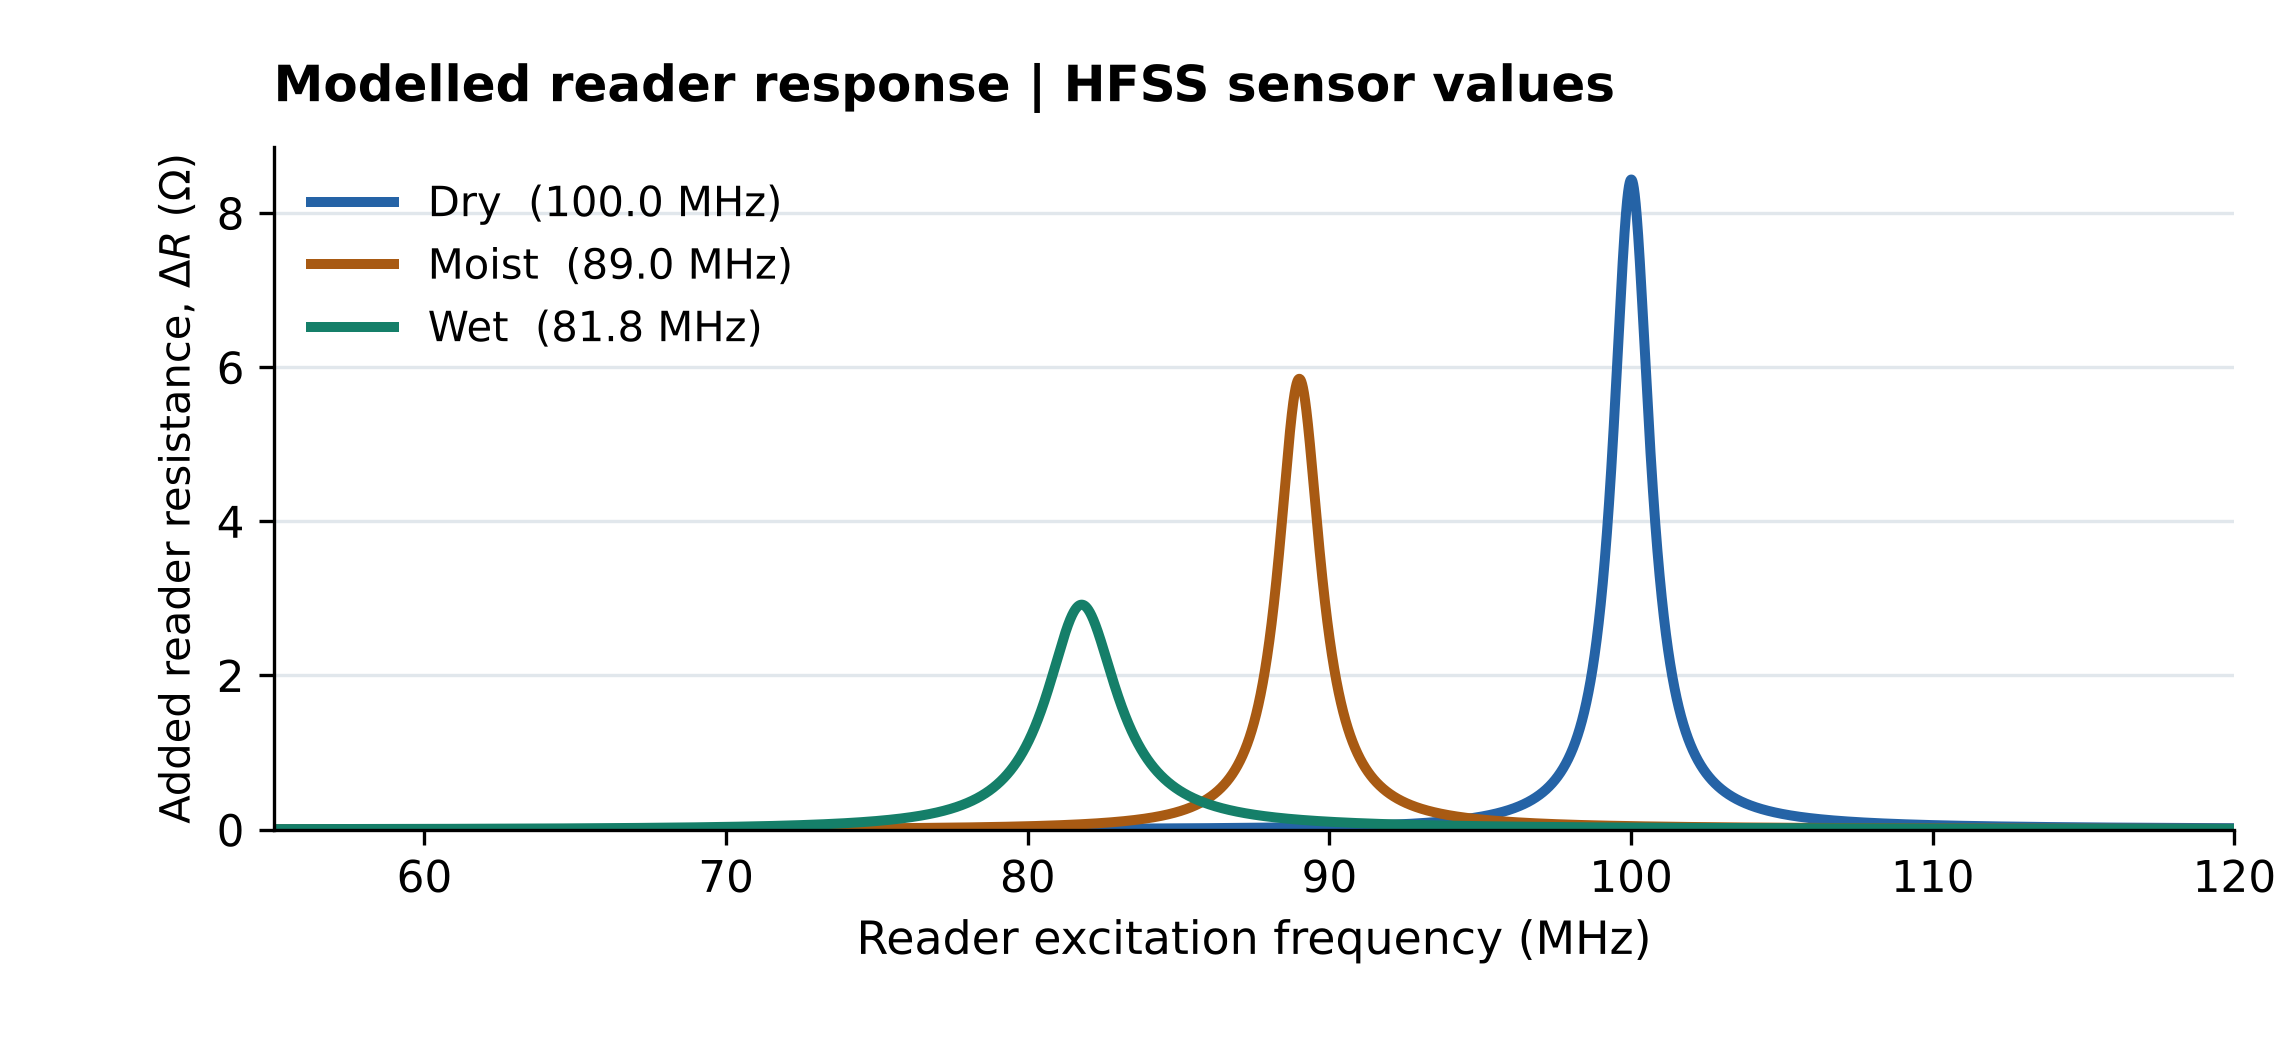 Modelled reader response | HFSS sensor values
Added reader resistance, ΔR (Ω)
8
6
4
2
0
Dry (100.0 MHz)
Moist (89.0 MHz)
Wet (81.8 MHz)
60 70 80 90 100 110 120
Reader excitation frequency (MHz)